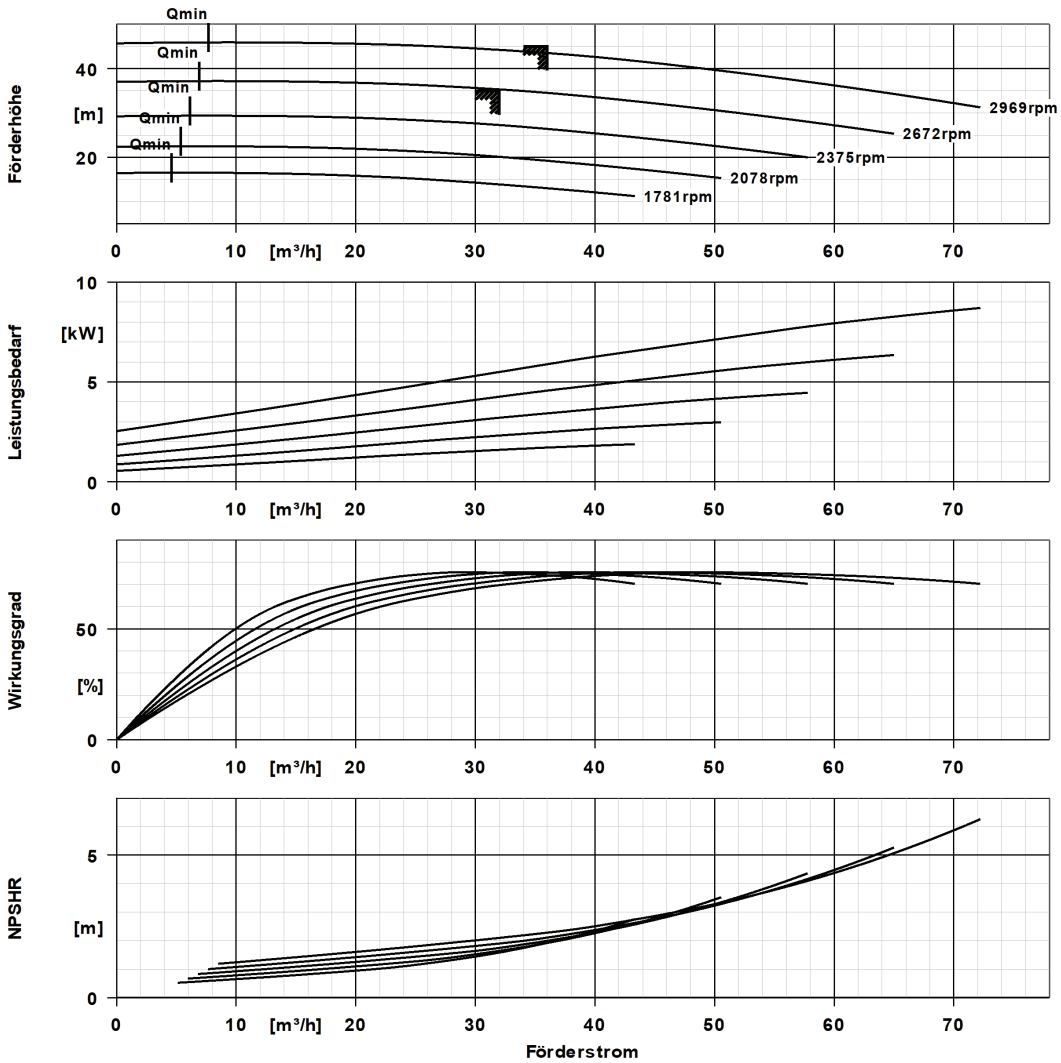 Qmin
Qmin
Qmin
Qmin
Qmin
40
[m]
20
Förderhöhe
2969rpm
2672rpm
2375rpm
2078rpm
1781rpm
0 10 [m³/h] 20 30 40 50 60 70
10
[kW]
5
0
Leistungsbedarf
0 10 [m³/h] 20 30 40 50 60 70
50
[%]
0
Wirkungsgrad
0 10 [m³/h] 20 30 40 50 60 70
5
[m]
0
NPSHR
0 10 [m³/h] 20 30 40 50 60 70
Förderstrom